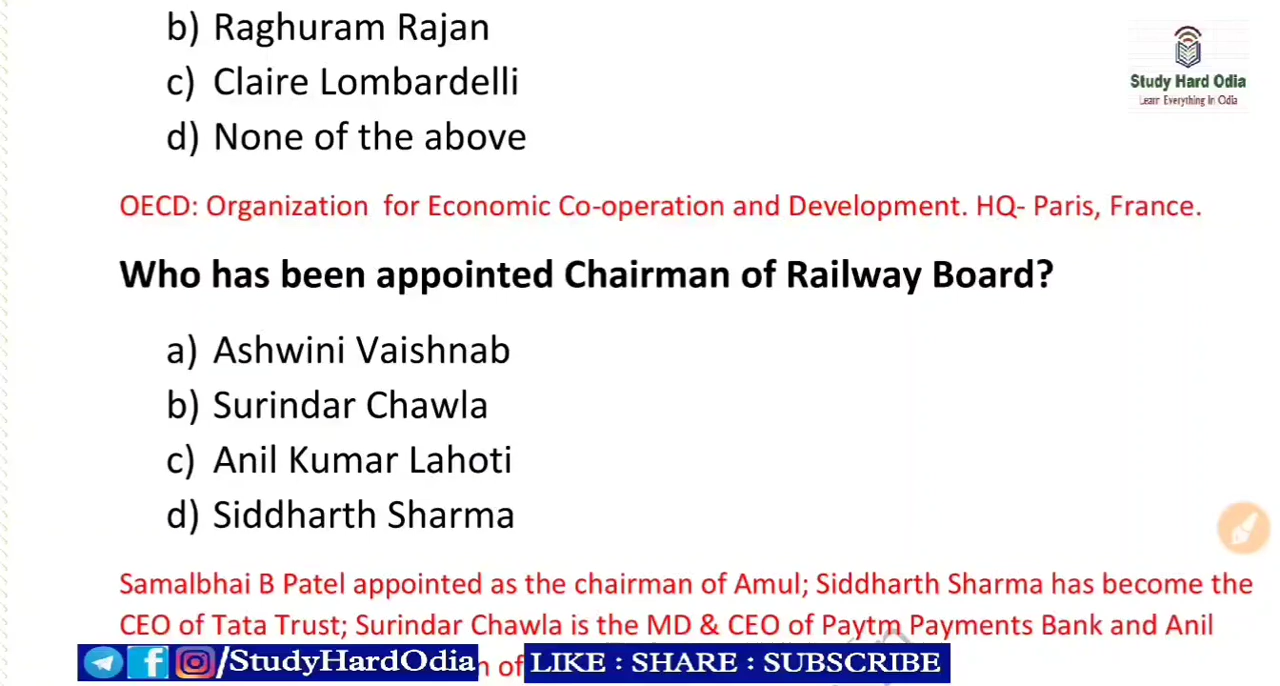 b) Raghuram Rajan
c) Claire Lombardelli
d) None of the above
Study Hard Odia
Learn Everything In Odia
OECD: Organization for Economic Co-operation and Development. HQ- Paris, France.
Who has been appointed Chairman of Railway Board?
a) Ashwini Vaishnab
b) Surindar Chawla
c) Anil Kumar Lahoti
d) Siddharth Sharma
Samalbhai B Patel appointed as the chairman of Amul; Siddharth Sharma has become the
CEO of Tata Trust; Surindar Chawla is the MD & CEO of Paytm Payments Bank and Anil
/StudyHardOdia of LIKE : SHARE : SUBSCRIBE